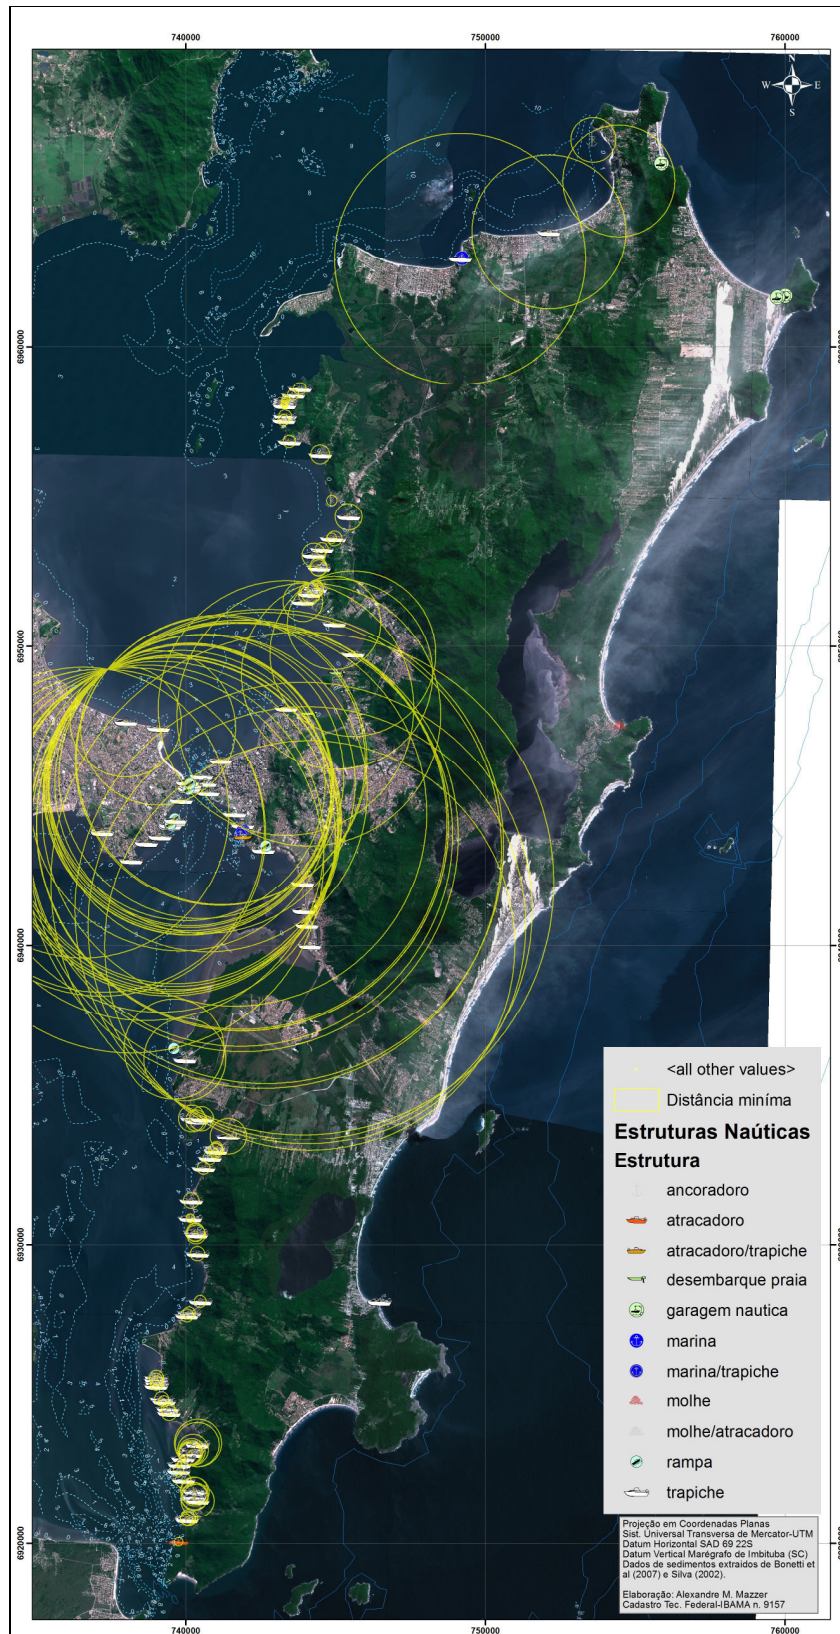 740000
750000
760000
N
W
E
S
6960000
6950000
6940000
6930000
6920000
<all other values>
Distância miníma
Estruturas Naúticas
Estrutura
ancoradoro
atracadoro
atracadoro/trapiche
desembarque praia
garagem nautica
marina
marina/trapiche
molhe
molhe/atracadoro
rampa
trapiche
Projeção em Coordenadas Planas
Sist. Universal Transversa de Mercator-UTM
Datum Horizontal SAD 69 22S
Datum Vertical Marégrafo de Imbituba (SC)
Dados de sedimentos extraidos de Bonetti et
al (2007) e Silva (2002).
Elaboração: Alexandre M. Mazzer
Cadastro Tec. Federal-IBAMA n. 9157
740000
750000
760000